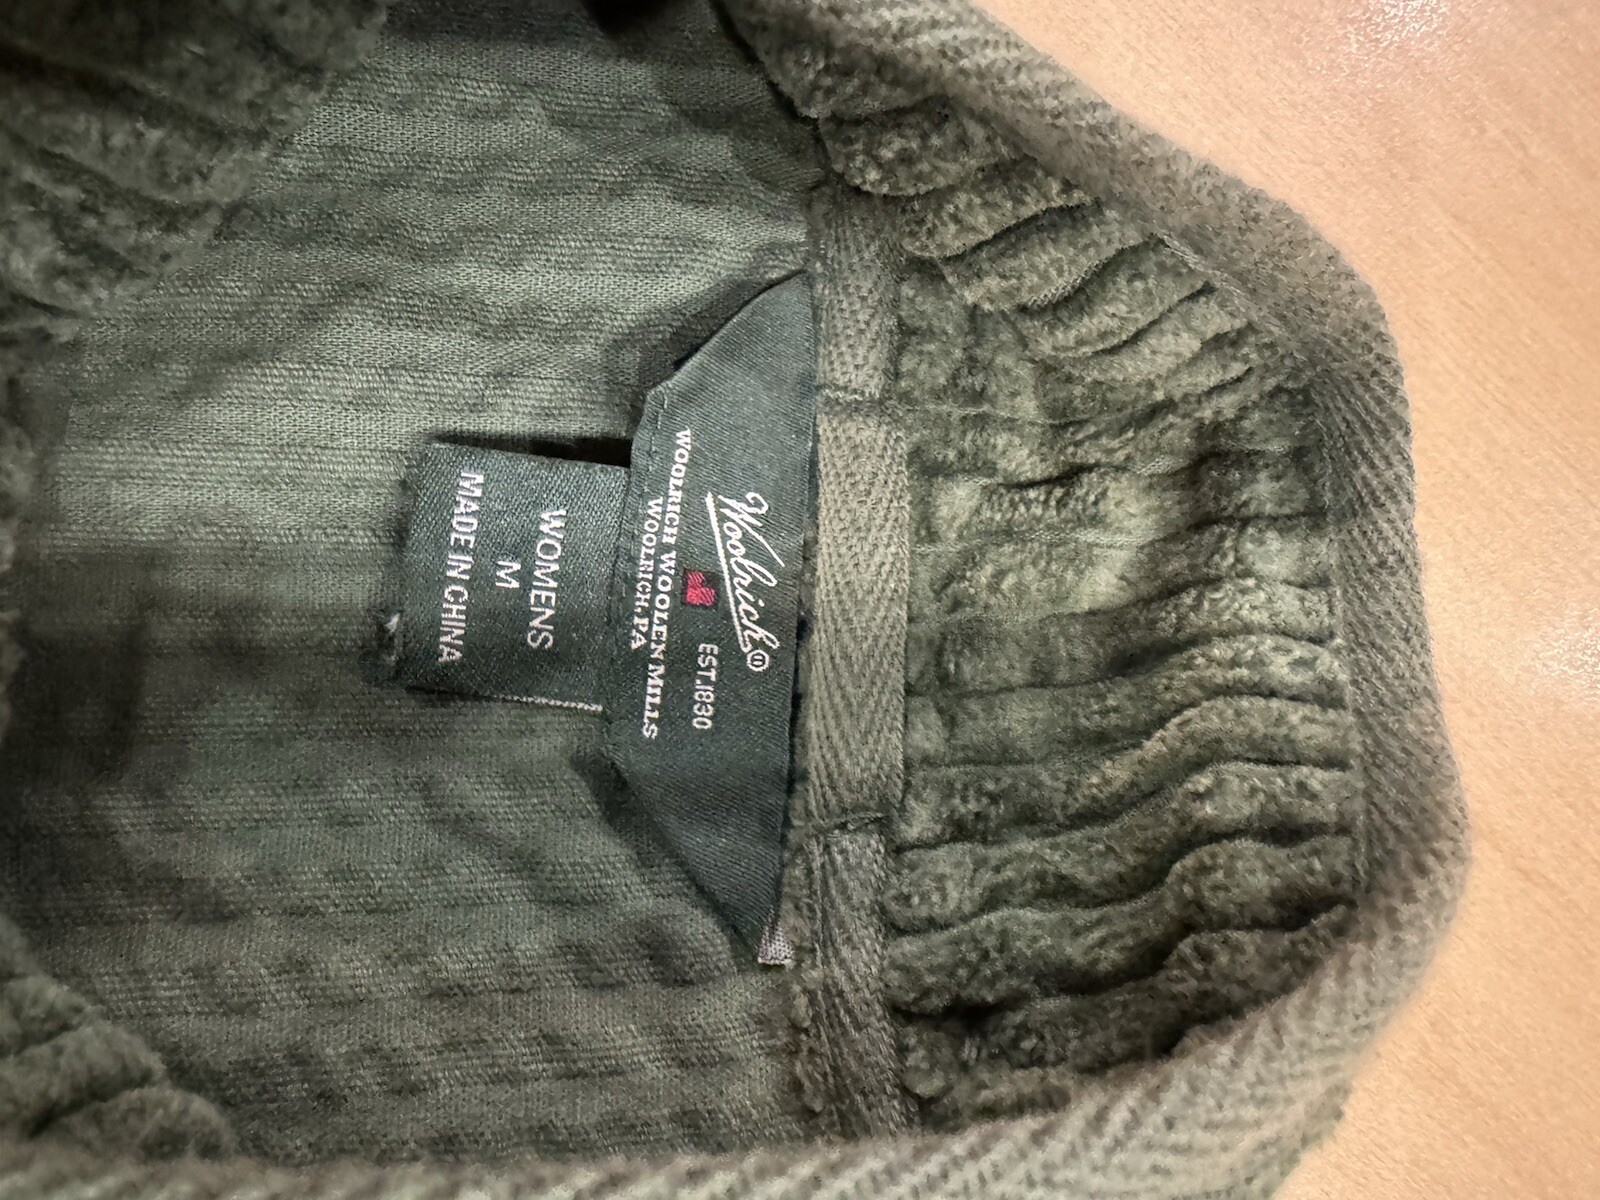 Woolrich®
EST.1830
WOOLRICH WOOLEN MILLS
WOOLRICH, PA
WOMENS
M
MADE IN CHINA